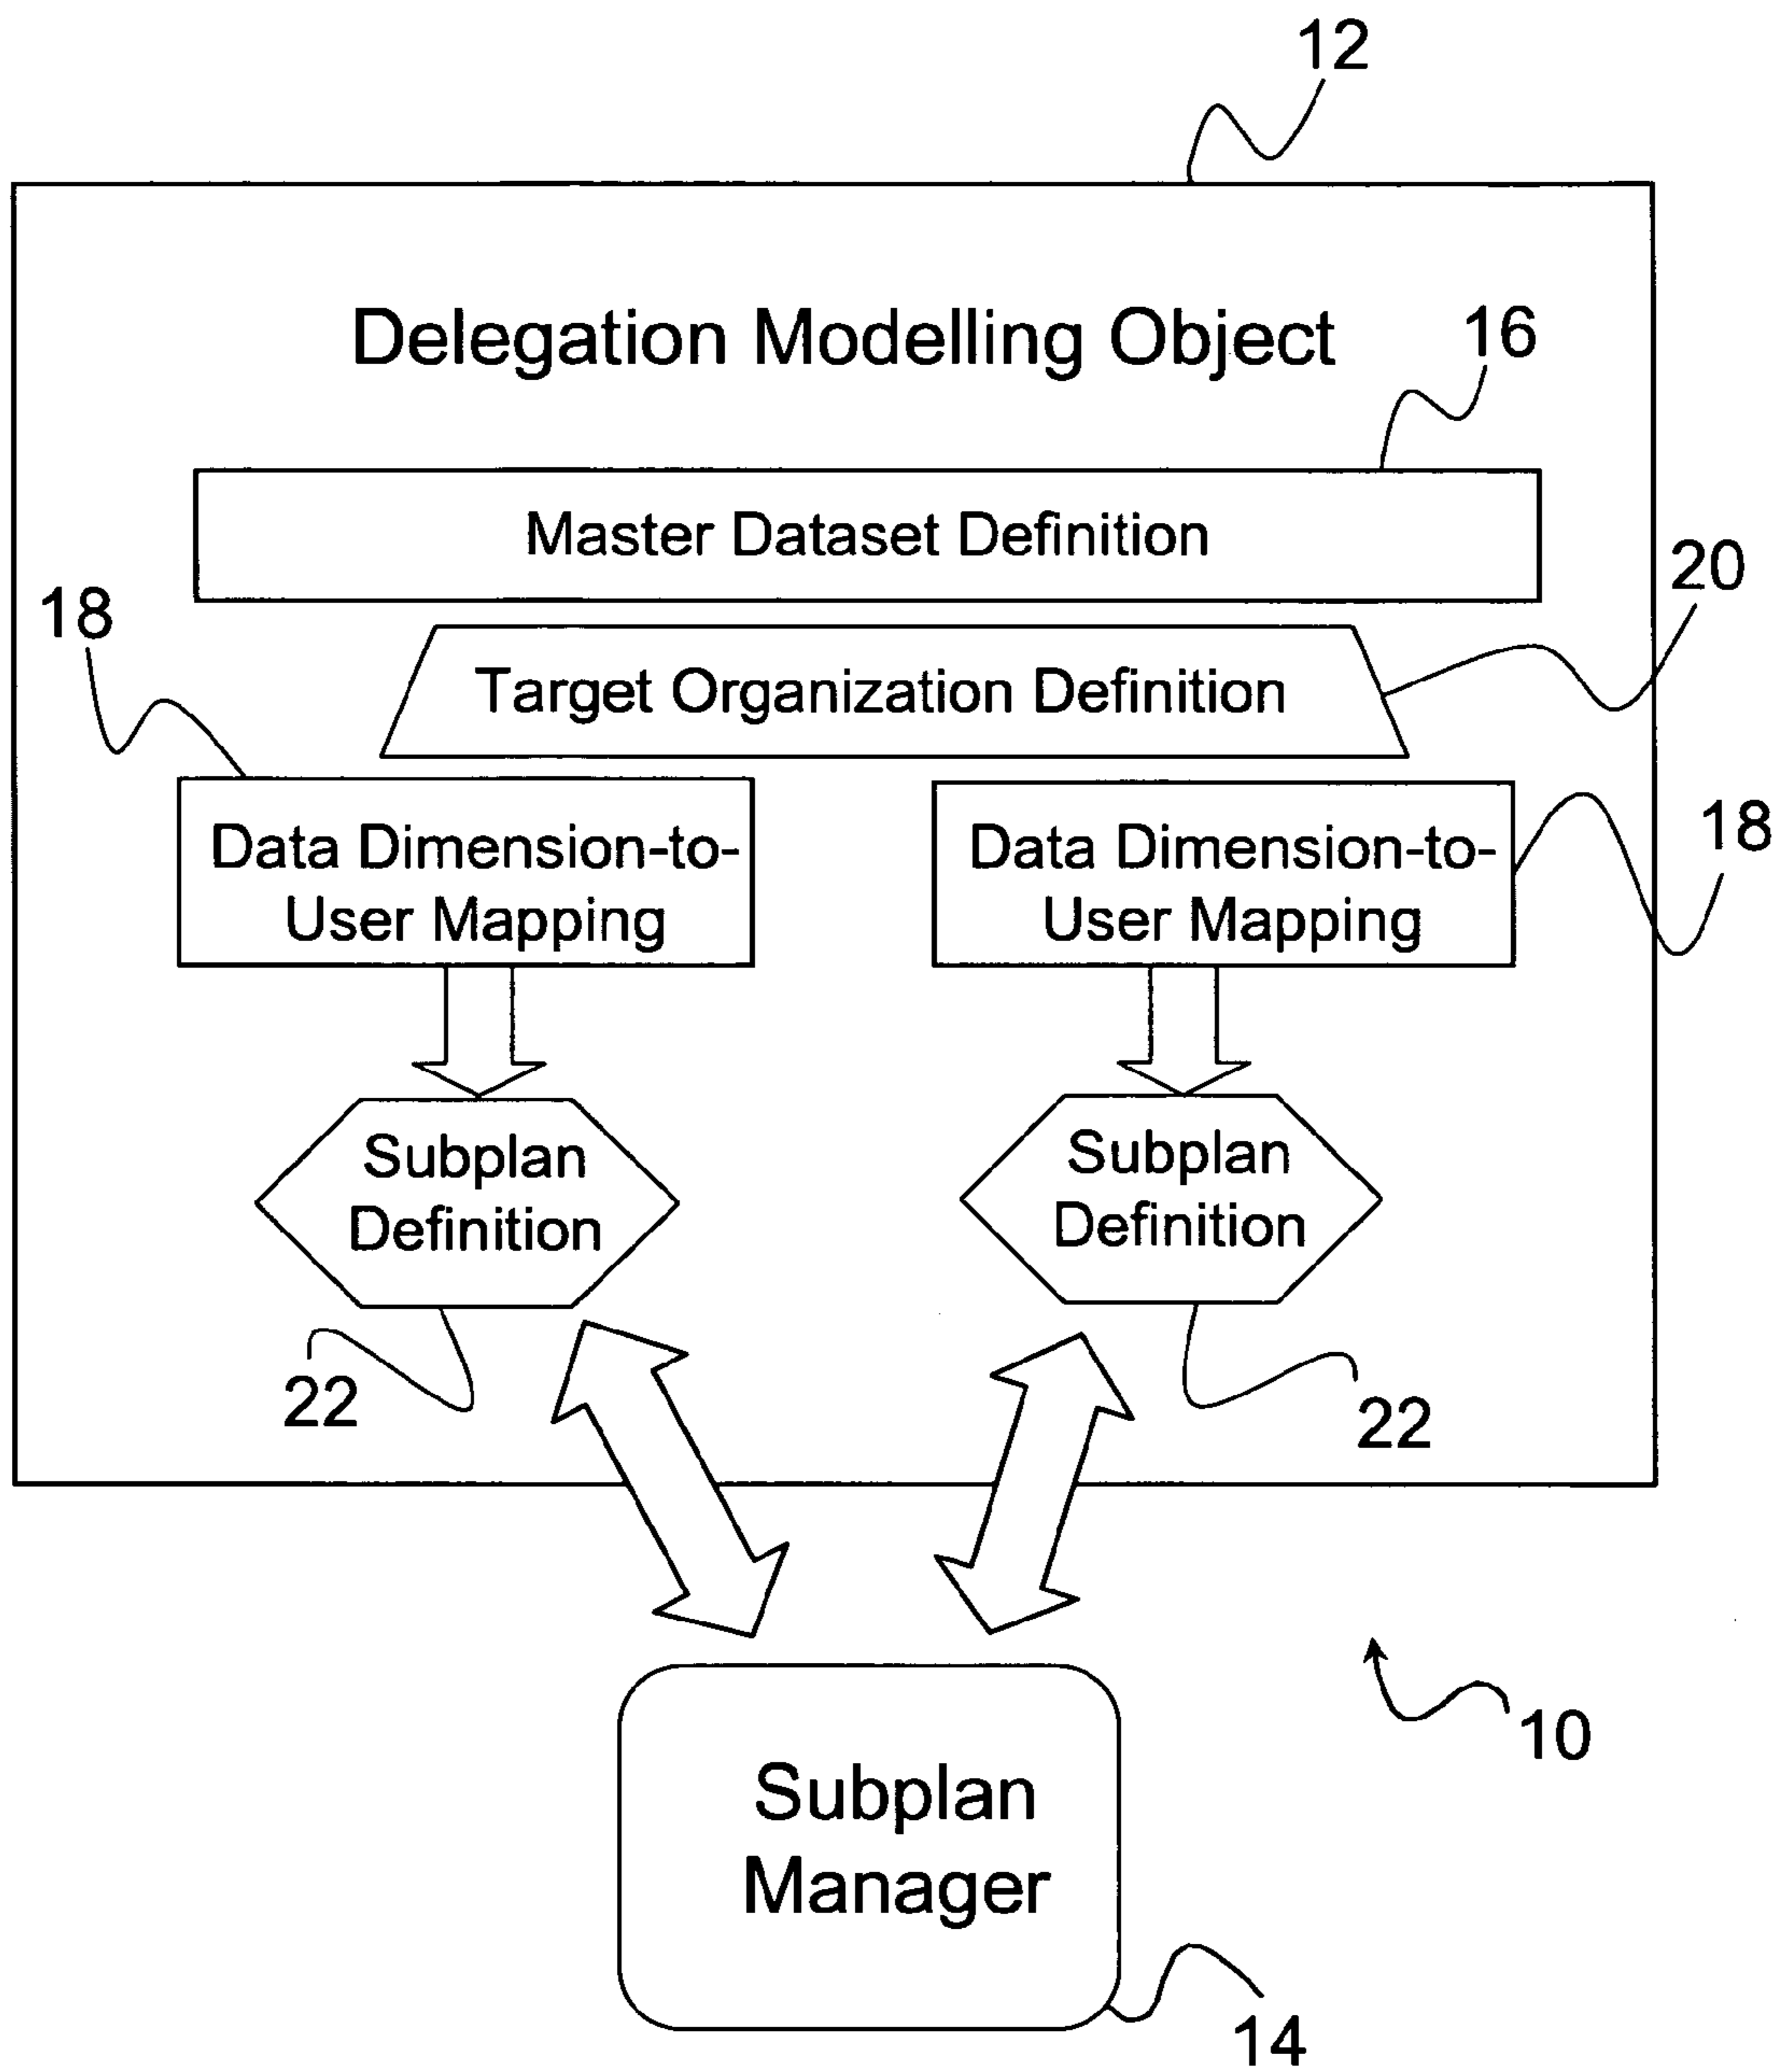 12
Delegation Modelling Object
16
Master Dataset Definition
20
18
Target Organization Definition
Data Dimension-to-
User Mapping
Data Dimension-to-
User Mapping
18
Subplan
Definition
Subplan
Definition
22
22
10
Subplan
Manager
14